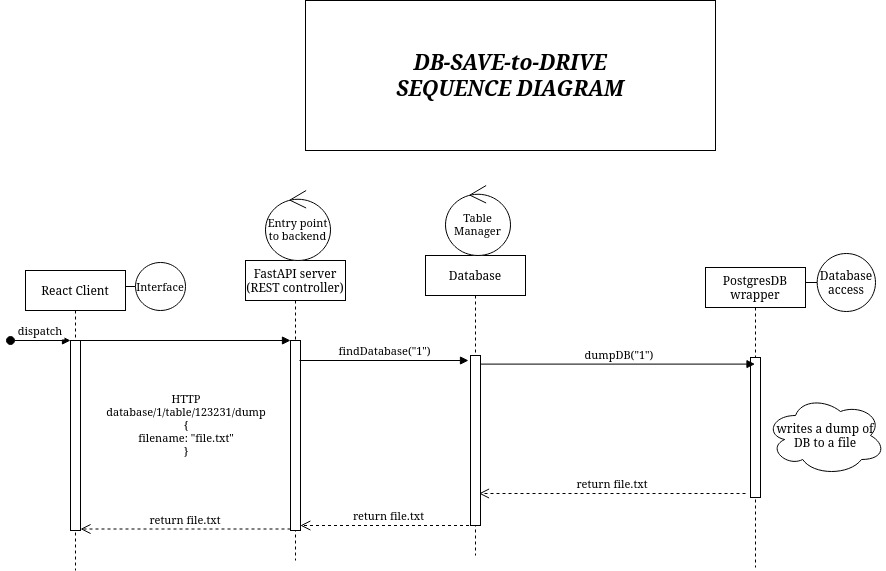 DB-SAVE-to-DRIVE
SEQUENCE DIAGRAM
Entry point
to backend
Table
Manager
React Client
Interface
FastAPI server
(REST controller)
Database
PostgresDB
wrapper
Database
access
dispatch
findDatabase("1")
dumpDB("1")
HTTP
database/1/table/123231/dump
{
filename: "file.txt"
}
writes a dump of
DB to a file
return file.txt
return file.txt
return file.txt